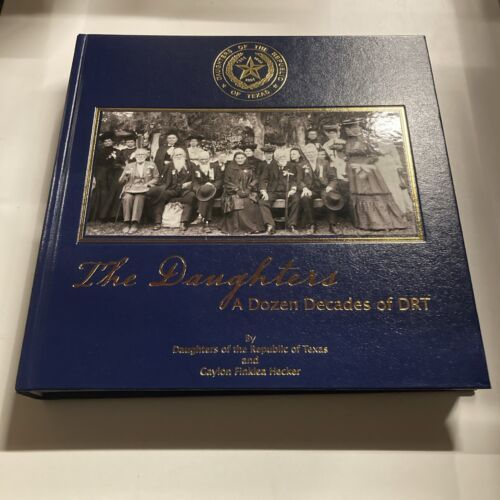 DAUGHTERS OF THE REPUBLIC
OF TEXAS
The Daughters
A Dozen Decades of DRT
By
Daughters of the Republic of Texas
and
Caylon Finklea Hecker